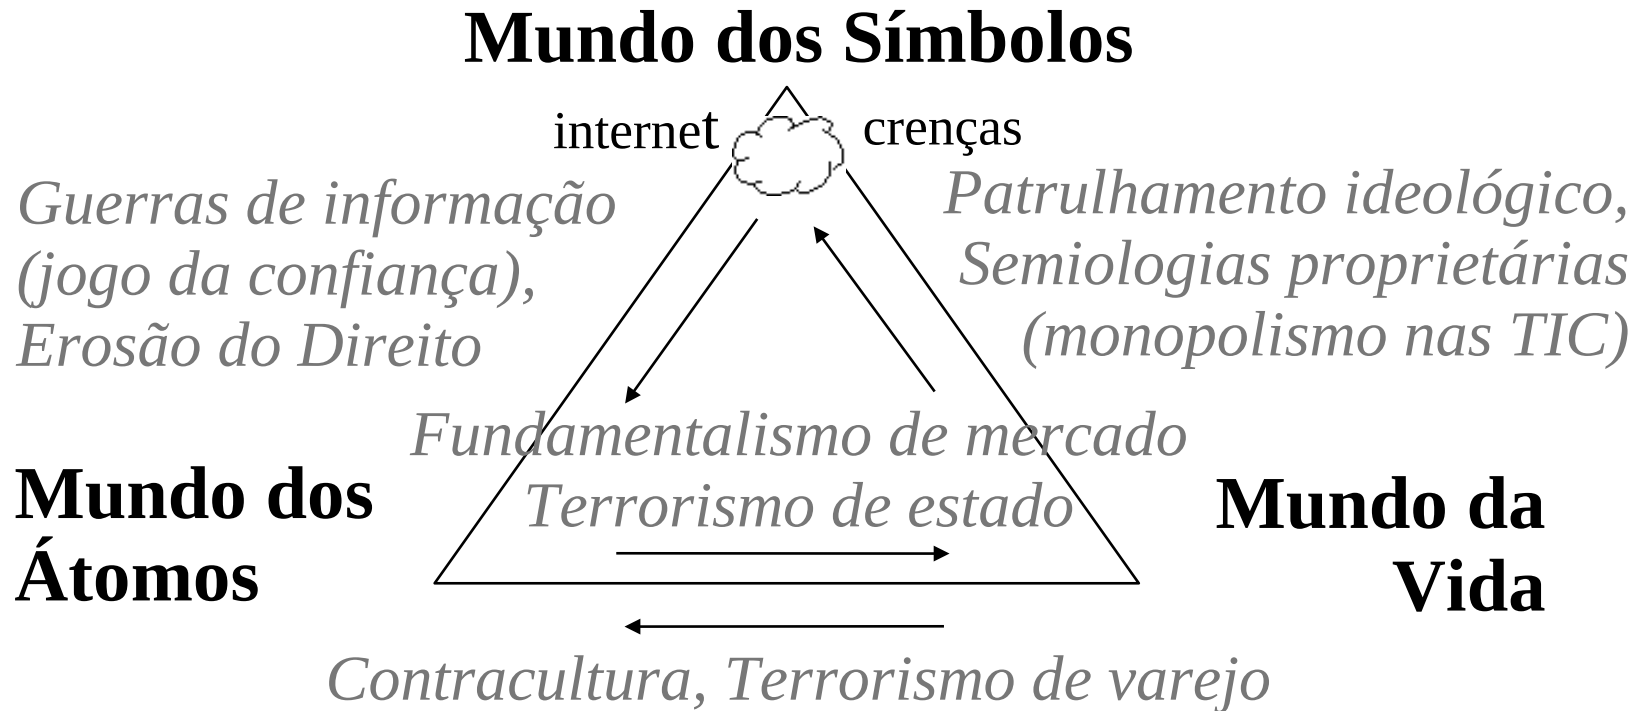 Mundo dos Símbolos
internet
crenças
Guerras de informação
(jogo da confiança),
Erosão do Direito
Patrulhamento ideológico,
Semiologias proprietárias
(monopolismo nas TIC)
Fundamentalismo de mercado
Terrorismo de estado
Mundo dos
Átomos
Mundo da
Vida
Contracultura, Terrorismo de varejo